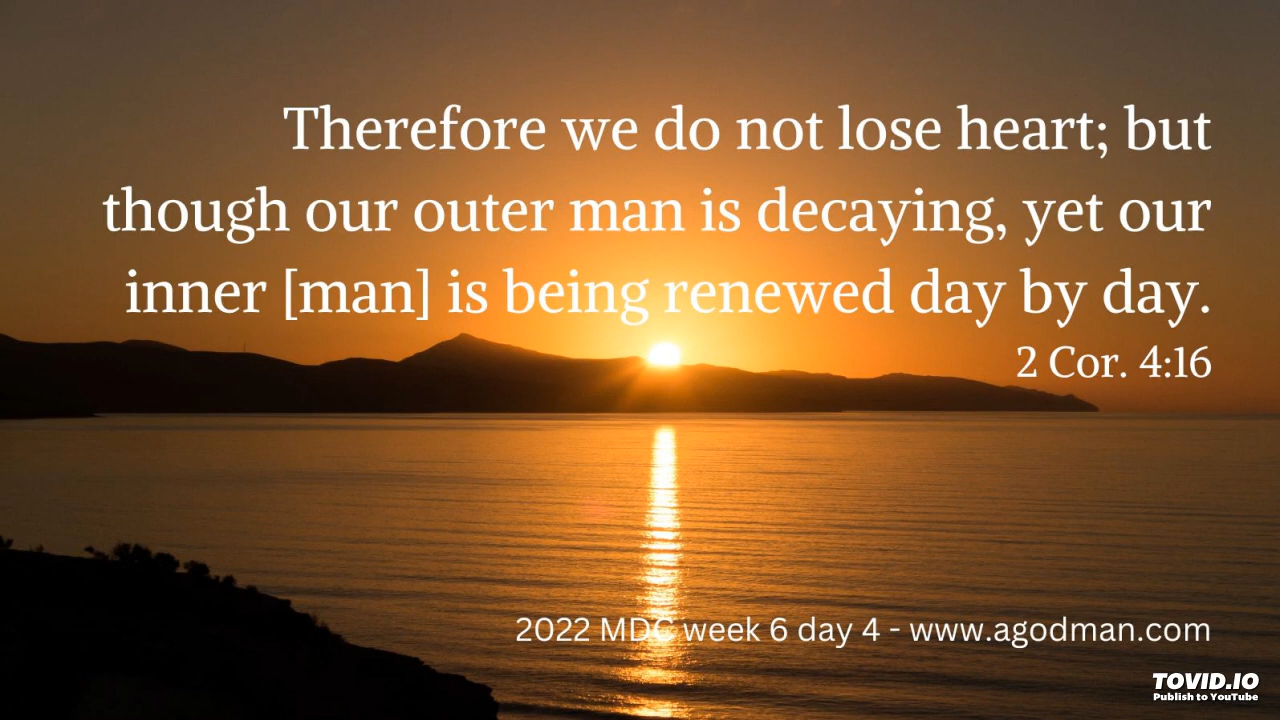 Therefore we do not lose heart; but
though our outer man is decaying, yet our
inner [man] is being renewed day by day.
2 Cor. 4:16
2022 MDC week 6 day 4 - www.agodman.com
TOVID.IO
Publish to YouTube